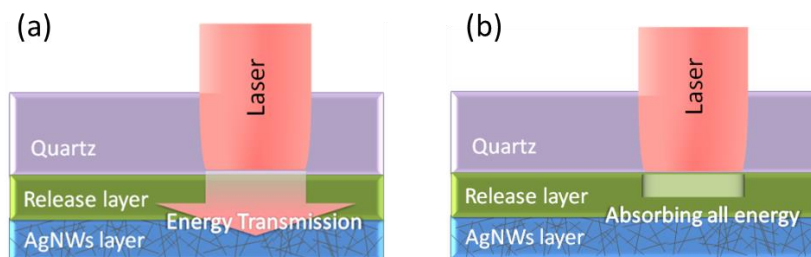 (a)
Laser
Quartz
Release layer
Energy Transmission
AgNWs layer
(b)
Laser
Quartz
Release layer
Absorbing all energy
AgNWs layer